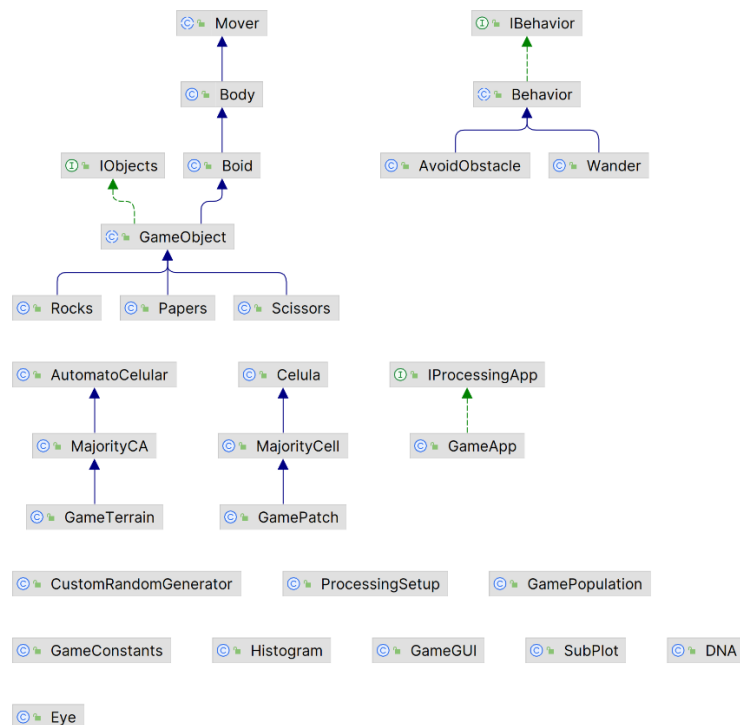 Mover
IBehavior
Body
Behavior
IObjects
Boid
AvoidObstacle
Wander
GameObject
Rocks
Papers
Scissors
AutomatoCelular
Celula
IProcessingApp
MajorityCA
MajorityCell
GameApp
GameTerrain
GamePatch
CustomRandomGenerator
ProcessingSetup
GamePopulation
GameConstants
Histogram
GameGUI
SubPlot
DNA
Eye